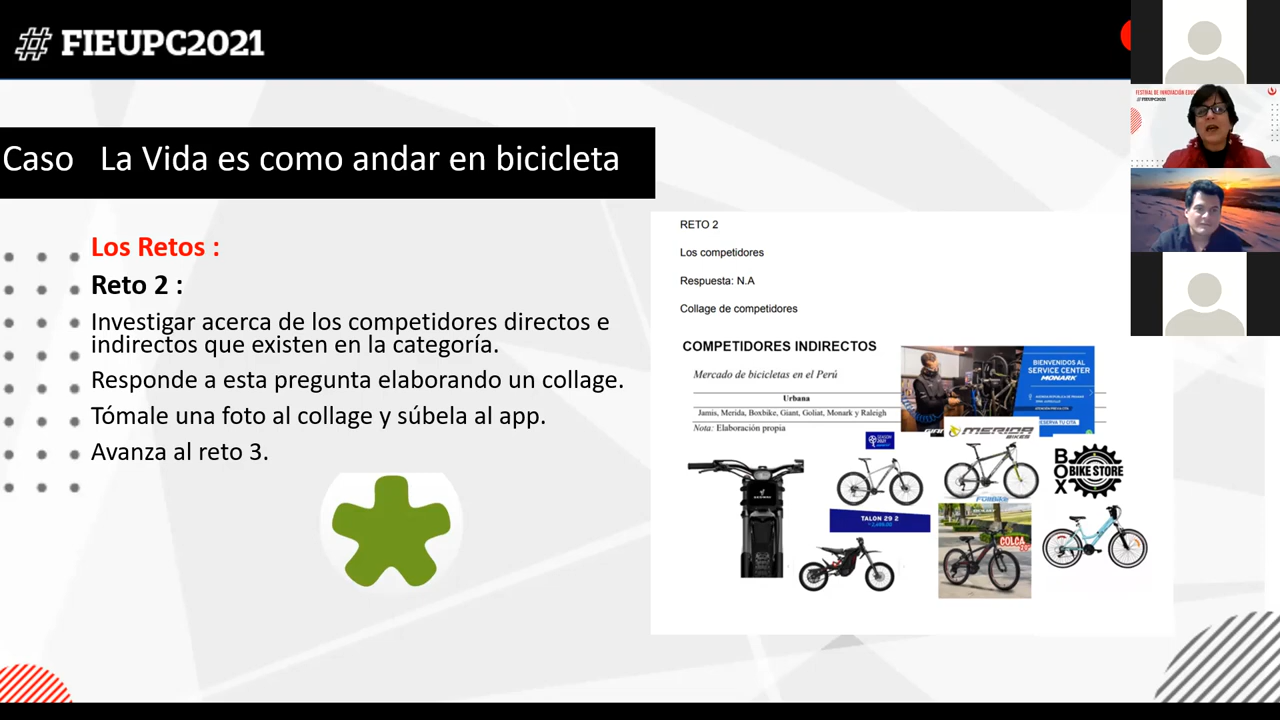 # FIEUPC2021
Caso La Vida es como andar en bicicleta
Los Retos :
Reto 2 :
Investigar acerca de los competidores directos e
indirectos que existen en la categoría.
Responde a esta pregunta elaborando un collage.
Tómale una foto al collage y súbela al app.
Avanza al reto 3.
RETO 2
Los competidores
Respuesta: N.A
Collage de competidores
COMPETIDORES INDIRECTOS
Mercado de bicicletas en el Perú
Urbana
Jamis, Merida, Boxbike, Giant, Goliat, Monark y Raleigh
Nota: Elaboración propia
BIENVENIDOS AL
SERVICE CENTER
MONARK
MERIDA
BIKES
BOX
BIKE STORE
TALON 29 2
COLCA
FESTIVAL DE INNOVACIÓN
// FIEUPC2021